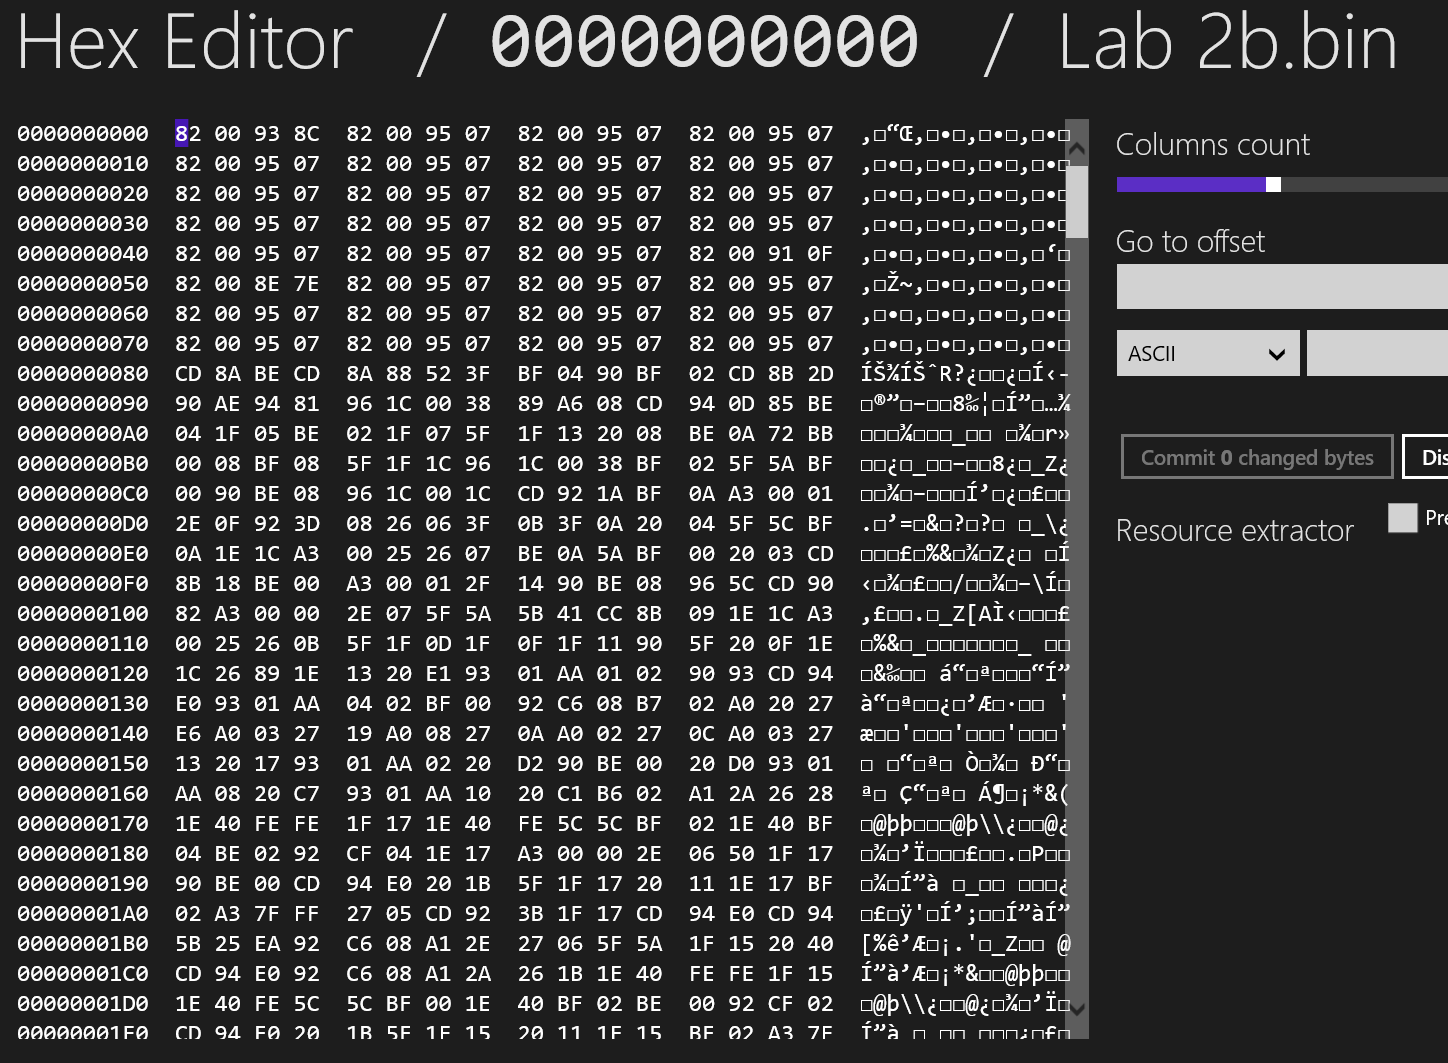 Hex Editor / 0000000000 / Lab 2b.bin
0000000000 82 00 93 8C 82 00 95 07 82 00 95 07 82 00 95 07 ‚□“Œ‚□•□‚□•□‚□•□
0000000010 82 00 95 07 82 00 95 07 82 00 95 07 82 00 95 07 ‚□•□‚□•□‚□•□‚□•□
0000000020 82 00 95 07 82 00 95 07 82 00 95 07 82 00 95 07 ‚□•□‚□•□‚□•□‚□•□
0000000030 82 00 95 07 82 00 95 07 82 00 95 07 82 00 95 07 ‚□•□‚□•□‚□•□‚□•□
0000000040 82 00 95 07 82 00 95 07 82 00 95 07 82 00 91 0F ‚□•□‚□•□‚□•□‚□‘□
0000000050 82 00 8E 7E 82 00 95 07 82 00 95 07 82 00 95 07 ‚□Ž~‚□•□‚□•□‚□•□
0000000060 82 00 95 07 82 00 95 07 82 00 95 07 82 00 95 07 ‚□•□‚□•□‚□•□‚□•□
0000000070 82 00 95 07 82 00 95 07 82 00 95 07 82 00 95 07 ‚□•□‚□•□‚□•□‚□•□
0000000080 CD 8A BE CD 8A 88 52 3F BF 04 90 BF 02 CD 8B 2D ÍŠ¾ÍŠˆR?¿□□¿□Í‹-
0000000090 90 AE 94 81 96 1C 00 38 89 A6 08 CD 94 0D 85 BE □®”□–□□8‰¦□Í”□…¾
00000000A0 04 1F 05 BE 02 1F 07 5F 1F 13 20 08 BE 0A 72 BB □□□¾□□□_□□ □¾□r»
00000000B0 00 08 BF 08 5F 1F 1C 96 1C 00 38 BF 02 5F 5A BF □□¿□_□□–□□8¿□_Z¿
00000000C0 00 90 BE 08 96 1C 00 1C CD 92 1A BF 0A A3 00 01 □□¾□–□□□Í’□¿□£□□
00000000D0 2E 0F 92 3D 08 26 06 3F 0B 3F 0A 20 04 5F 5C BF .□’=□&□?□?□ □_\¿
00000000E0 0A 1E 1C A3 00 25 26 07 BE 0A 5A BF 00 20 03 CD □□□£□%&□¾□Z¿□ □Í
00000000F0 8B 18 BE 00 A3 00 01 2F 14 90 BE 08 96 5C CD 90 ‹□¾□£□□/□□¾□–\Í□
0000000100 82 A3 00 00 2E 07 5F 5A 5B 41 CC 8B 09 1E 1C A3 ‚£□□.□_Z[AÌ‹□□□£
0000000110 00 25 26 0B 5F 1F 0D 1F 0F 1F 11 90 5F 20 0F 1E □%&□_□□□□□□□_ □□
0000000120 1C 26 89 1E 13 20 E1 93 01 AA 01 02 90 93 CD 94 □&‰□□ á“□ª□□□“Í”
0000000130 E0 93 01 AA 04 02 BF 00 92 C6 08 B7 02 A0 20 27 à“□ª□□¿□’Æ□·□□ '
0000000140 E6 A0 03 27 19 A0 08 27 0A A0 02 27 0C A0 03 27 æ□□'□□□'□□□'□□□'
0000000150 13 20 17 93 01 AA 02 20 D2 90 BE 00 20 D0 93 01 □ □“□ª□ Ò□¾□ Ð“□
0000000160 AA 08 20 C7 93 01 AA 10 20 C1 B6 02 A1 2A 26 28 ª□ Ç“□ª□ Á¶□¡*&(
0000000170 1E 40 FE FE 1F 17 1E 40 FE 5C 5C BF 02 1E 40 BF □@þþ□□□@þ\\¿□□@¿
0000000180 04 BE 02 92 CF 04 1E 17 A3 00 00 2E 06 50 1F 17 □¾□’Ï□□□£□□.□P□□
0000000190 90 BE 00 CD 94 E0 20 1B 5F 1F 17 20 11 1E 17 BF □¾□Í”à □_□□ □□□¿
00000001A0 02 A3 7F FF 27 05 CD 92 3B 1F 17 CD 94 E0 CD 94 □£□ÿ'□Í’;□□Í”àÍ”
00000001B0 5B 25 EA 92 C6 08 A1 2E 27 06 5F 5A 1F 15 20 40 [%ê’Æ□¡.'□_Z□□ @
00000001C0 CD 94 E0 92 C6 08 A1 2A 26 1B 1E 40 FE FE 1F 15 Í”à’Æ□¡*&□□@þþ□□
00000001D0 1E 40 FE 5C 5C BF 00 1E 40 BF 02 BE 00 92 CF 02 □@þ\\¿□□@¿□¾□’Ï□
00000001E0 CD 94 E0 20 1B 5F 1F 15 20 11 1E 15 BF 02 A3 7F Í”à □_□□ □□□¿□£□
Columns count
Go to offset
ASCII
Commit 0 changed bytes
Resource extractor